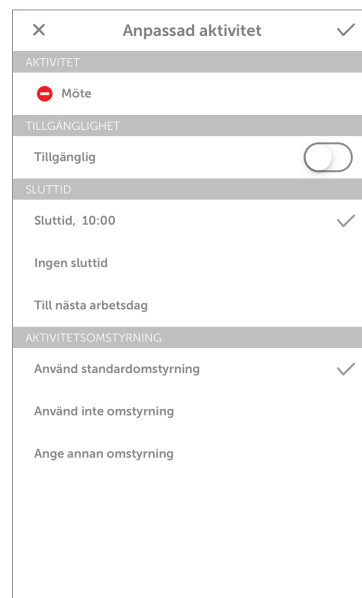 Anpassad aktivitet
AKTIVITET
Möte
TILLGÄNGLIGHET
Tillgänglig
SLUTTID
Sluttid, 10:00
Ingen sluttid
Till nästa arbetsdag
AKTIVITETSOMSTYRNING
Använd standardomstyrning
Använd inte omstyrning
Ange annan omstyrning